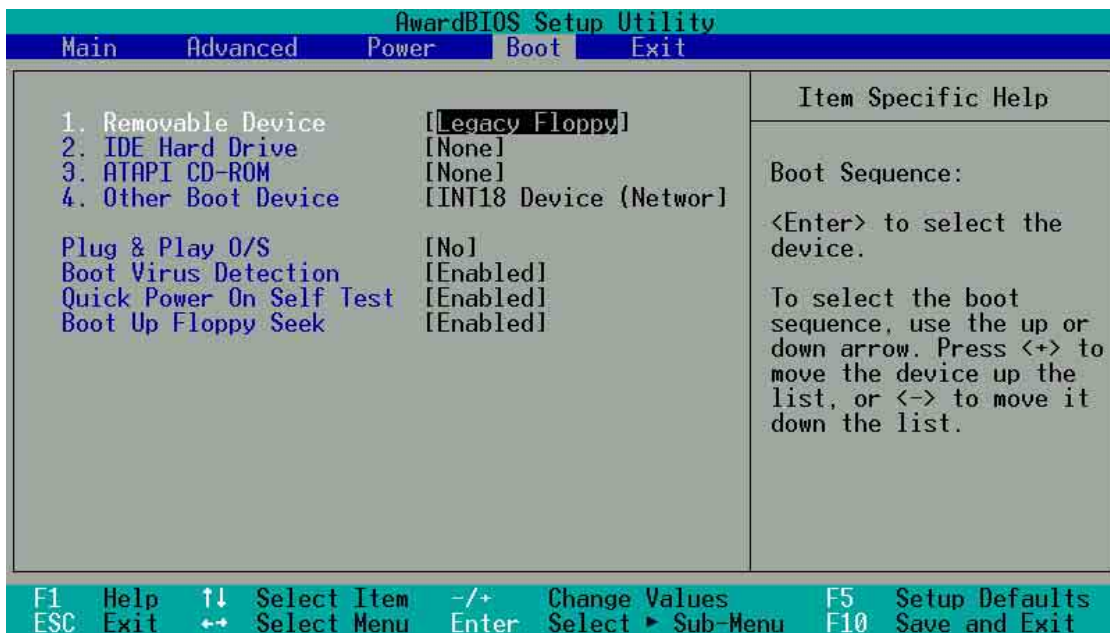 AwardBIOS Setup Utility
Main Advanced Power Boot Exit
1. Removable Device [Legacy Floppy]
2. IDE Hard Drive [None]
3. ATAPI CD-ROM [None]
4. Other Boot Device [INT18 Device (Networ]
Plug & Play O/S [No]
Boot Virus Detection [Enabled]
Quick Power On Self Test [Enabled]
Boot Up Floppy Seek [Enabled]
Item Specific Help
Boot Sequence:
<Enter> to select the
device.
To select the boot
sequence, use the up or
down arrow. Press <+> to
move the device up the
list, or <-> to move it
down the list.
F1 Help ↑↓ Select Item -/+ Change Values F5 Setup Defaults
ESC Exit ←→ Select Menu Enter Select ► Sub-Menu F10 Save and Exit